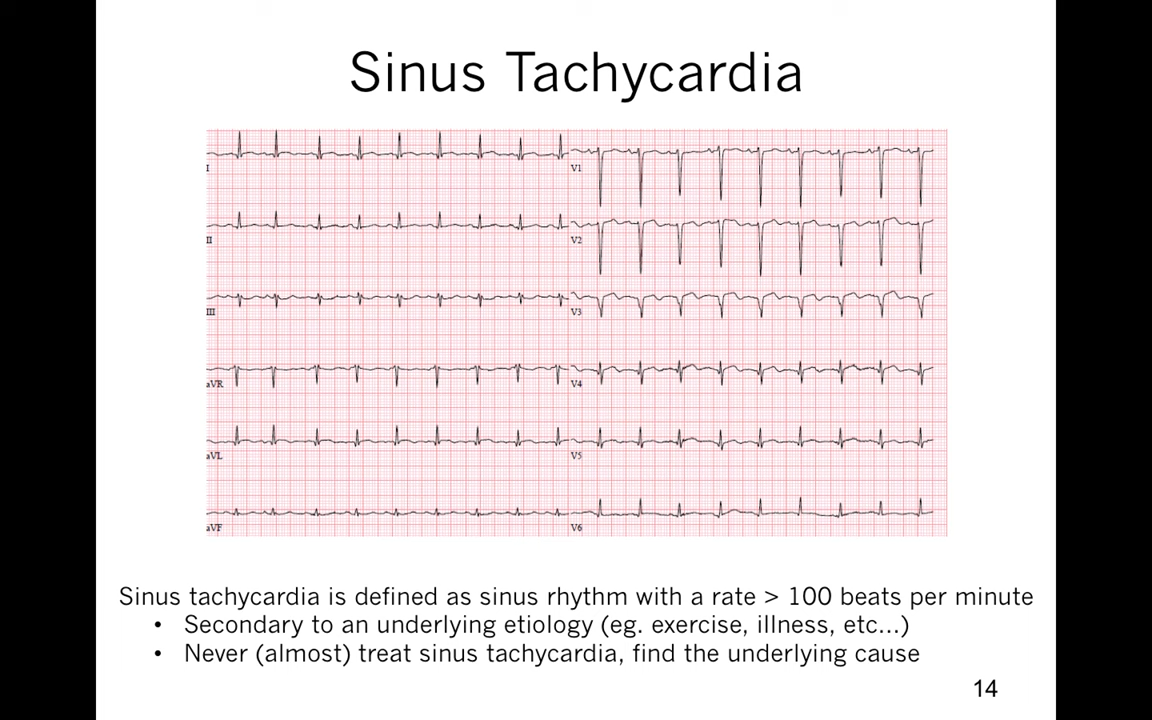 Sinus Tachycardia
I V1
II V2
III V3
aVR V4
aVL V5
aVF V6
Sinus tachycardia is defined as sinus rhythm with a rate > 100 beats per minute
• Secondary to an underlying etiology (eg. exercise, illness, etc...)
• Never (almost) treat sinus tachycardia, find the underlying cause
14